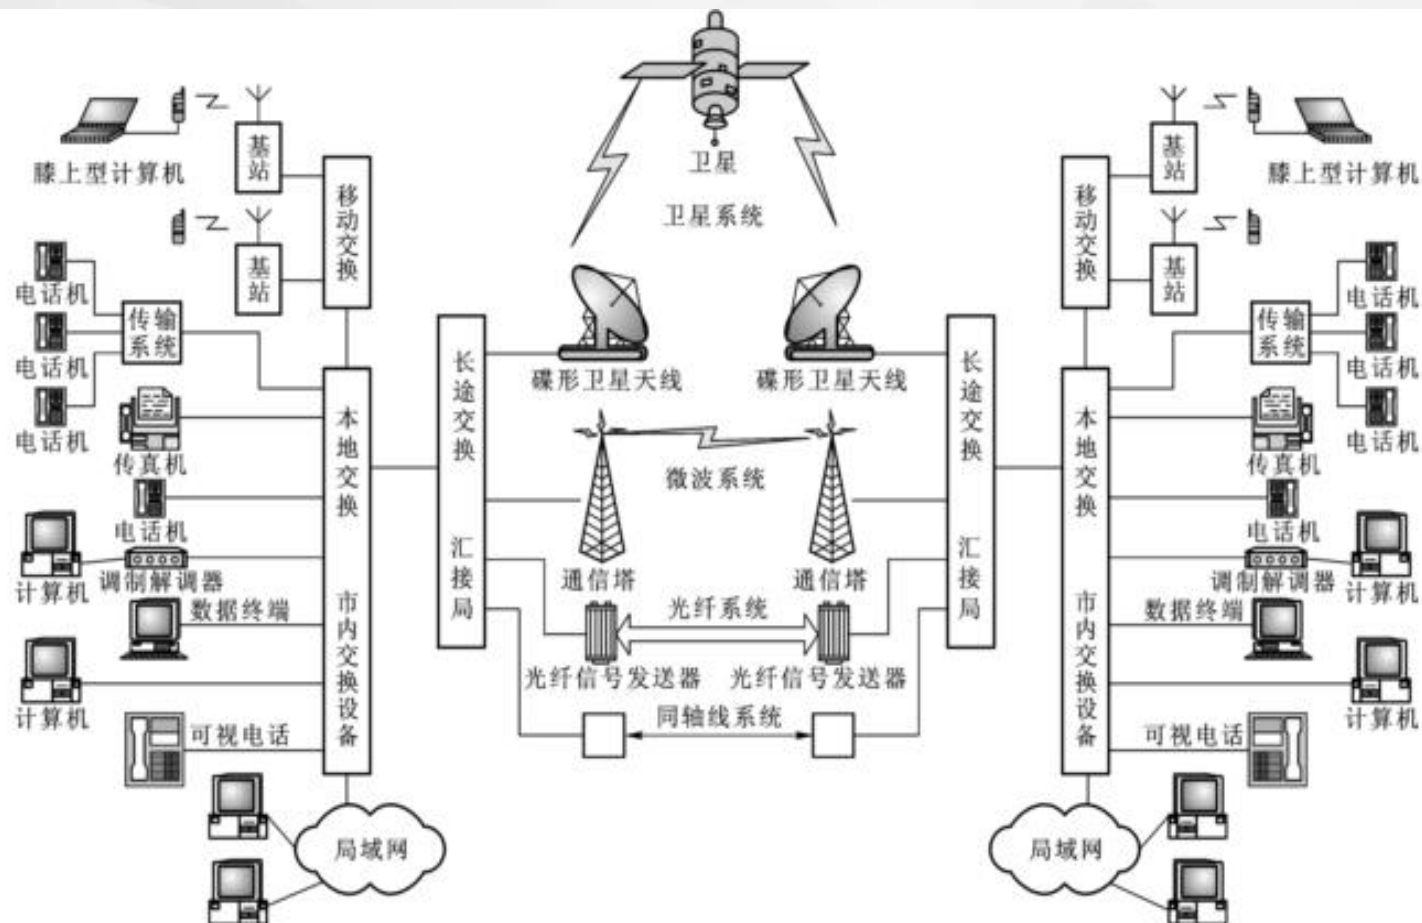 卫星
卫星系统
膝上型计算机
基站
移动交换
基站
电话机
电话机
电话机
传输系统
传真机
电话机
计算机
调制解调器
数据终端
计算机
可视电话
本地交换
市内交换设备
局域网
长途交换
汇接局
碟形卫星天线
碟形卫星天线
微波系统
通信塔
通信塔
光纤系统
光纤信号发送器
光纤信号发送器
同轴线系统
长途交换
汇接局
膝上型计算机
基站
移动交换
基站
传输系统
电话机
电话机
电话机
本地交换
市内交换设备
传真机
电话机
调制解调器
计算机
数据终端
计算机
可视电话
局域网